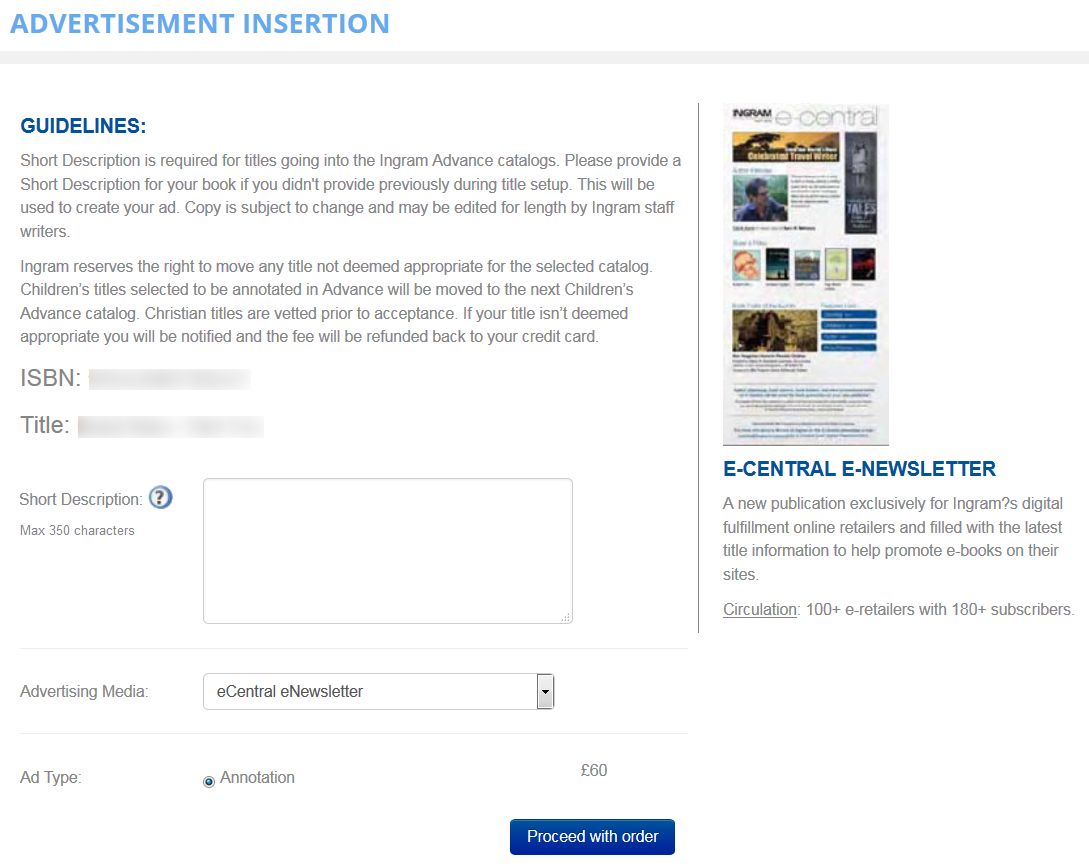 ADVERTISEMENT INSERTION
GUIDELINES:
Short Description is required for titles going into the Ingram Advance catalogs. Please provide a
Short Description for your book if you didn't provide previously during title setup. This will be
used to create your ad. Copy is subject to change and may be edited for length by Ingram staff
writers.
Ingram reserves the right to move any title not deemed appropriate for the selected catalog.
Children's titles selected to be annotated in Advance will be moved to the next Children's
Advance catalog. Christian titles are vetted prior to acceptance. If your title isn't deemed
appropriate you will be notified and the fee will be refunded back to your credit card.
ISBN:
Title:
Short Description: ?
Max 350 characters
Advertising Media:
eCentral eNewsletter
Ad Type:
Annotation
£60
Proceed with order
INGRAM
e-central
Celebrated Travel Writer
TALES
E-CENTRAL E-NEWSLETTER
A new publication exclusively for Ingram?s digital
fulfillment online retailers and filled with the latest
title information to help promote e-books on their
sites.
Circulation: 100+ e-retailers with 180+ subscribers.